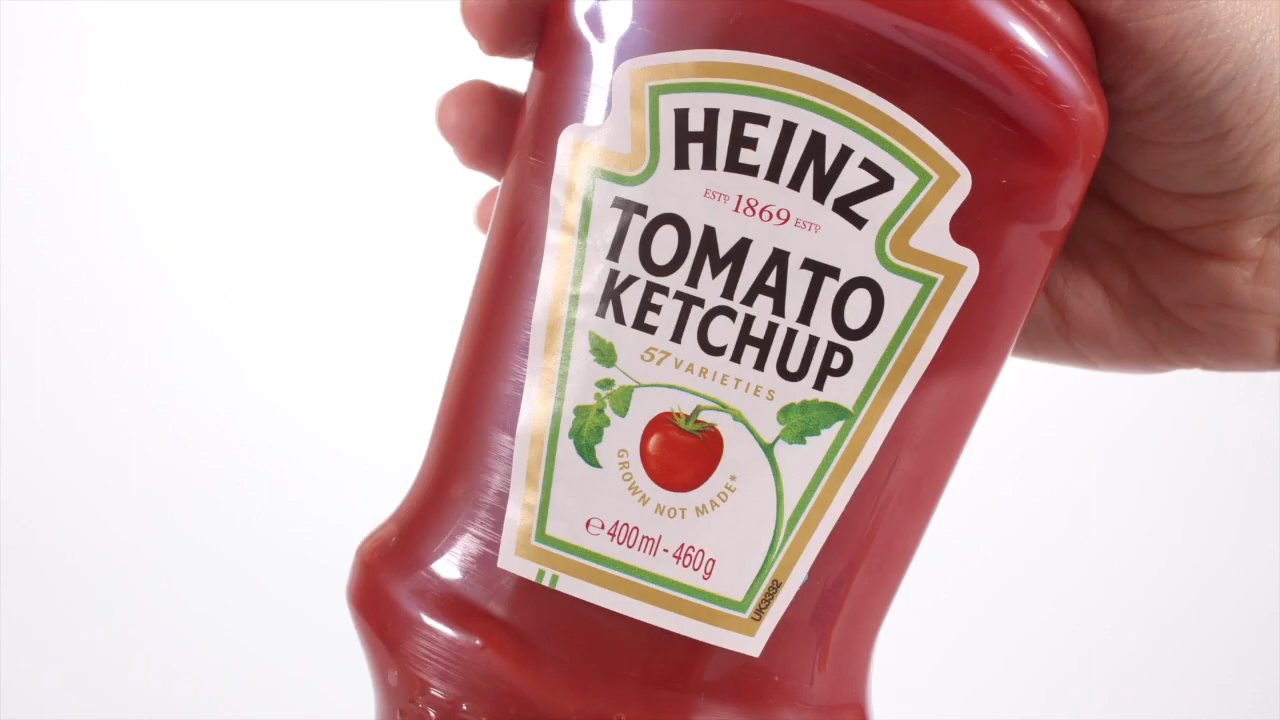 HEINZ
ESTD 1869 ESTD
TOMATO
KETCHUP
57 VARIETIES
GROWN NOT MADE*
℮ 400ml - 460g
UK3332